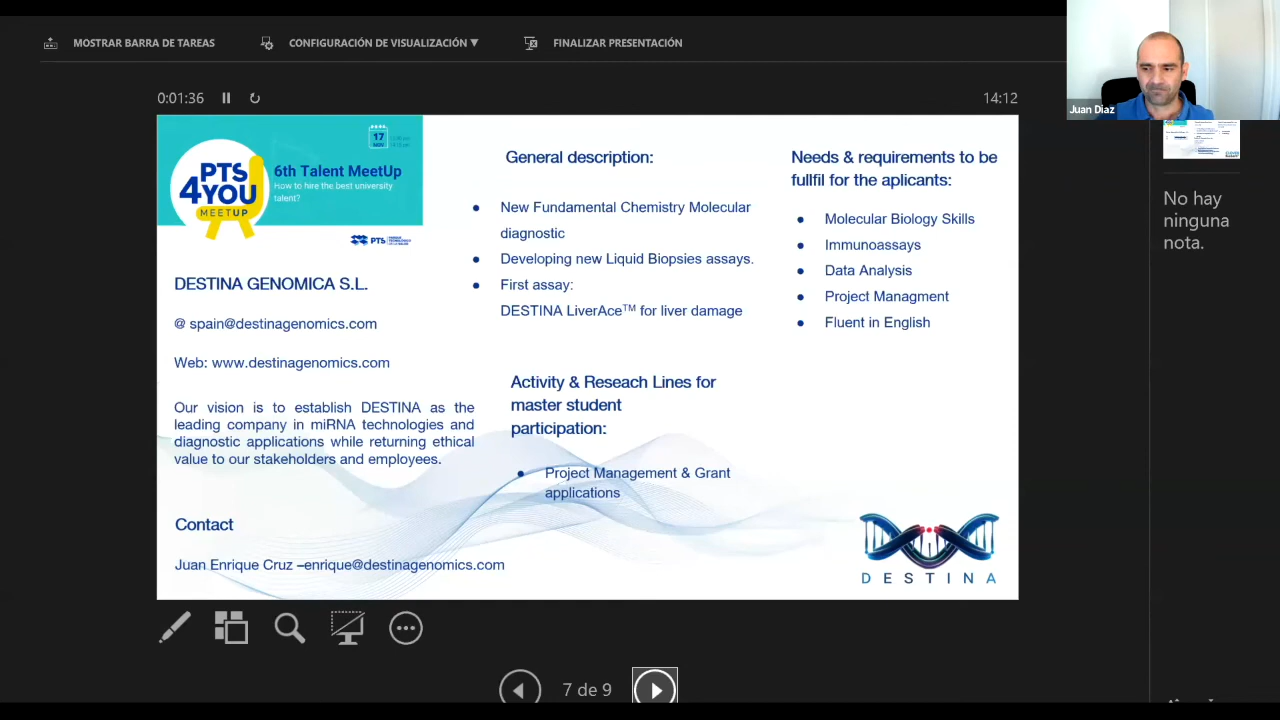 MOSTRAR BARRA DE TAREAS
CONFIGURACIÓN DE VISUALIZACIÓN ▼
FINALIZAR PRESENTACIÓN
Juan Diaz
0:01:36
14:12
17
NOV
PTS
4YOU
MEETUP
6th Talent MeetUp
How to hire the best university
talent?
PTS
DESTINA GENOMICA S.L.
@ spain@destinagenomics.com
Web: www.destinagenomics.com
Our vision is to establish DESTINA as the
leading company in miRNA technologies and
diagnostic applications while returning ethical
value to our stakeholders and employees.
Contact
Juan Enrique Cruz –enrique@destinagenomics.com
General description:
● New Fundamental Chemistry Molecular
diagnostic
● Developing new Liquid Biopsies assays.
● First assay:
DESTINA LiverAce™ for liver damage
Activity & Reseach Lines for
master student
participation:
● Project Management & Grant
applications
Needs & requirements to be
fullfil for the aplicants:
● Molecular Biology Skills
● Immunoassays
● Data Analysis
● Project Managment
● Fluent in English
DESTINA
No hay
ninguna
nota.
7 de 9